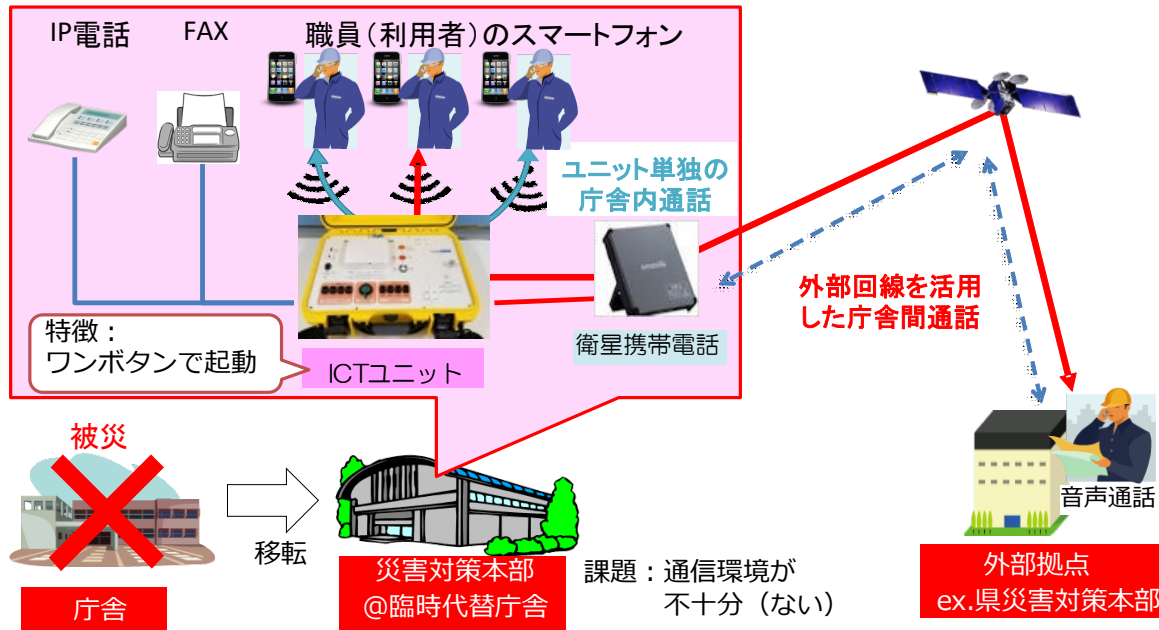 IP電話
FAX
職員（利用者）のスマートフォン
ユニット単独の
庁舎内通話
特徴：
ワンボタンで起動
ICTユニット
衛星携帯電話
外部回線を活用
した庁舎間通話
被災
庁舎
移転
災害対策本部
@臨時代替庁舎
課題：通信環境が
不十分（ない）
音声通話
外部拠点
ex.県災害対策本部